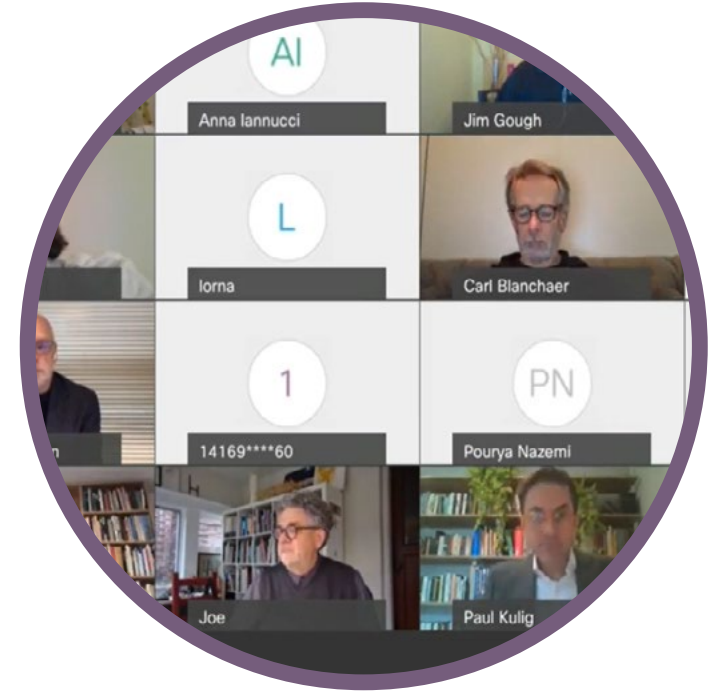 AI
Anna Iannucci
Jim Gough
L
lorna
Carl Blanchaer
1
PN
n
14169****60
Pourya Nazemi
Joe
Paul Kulig